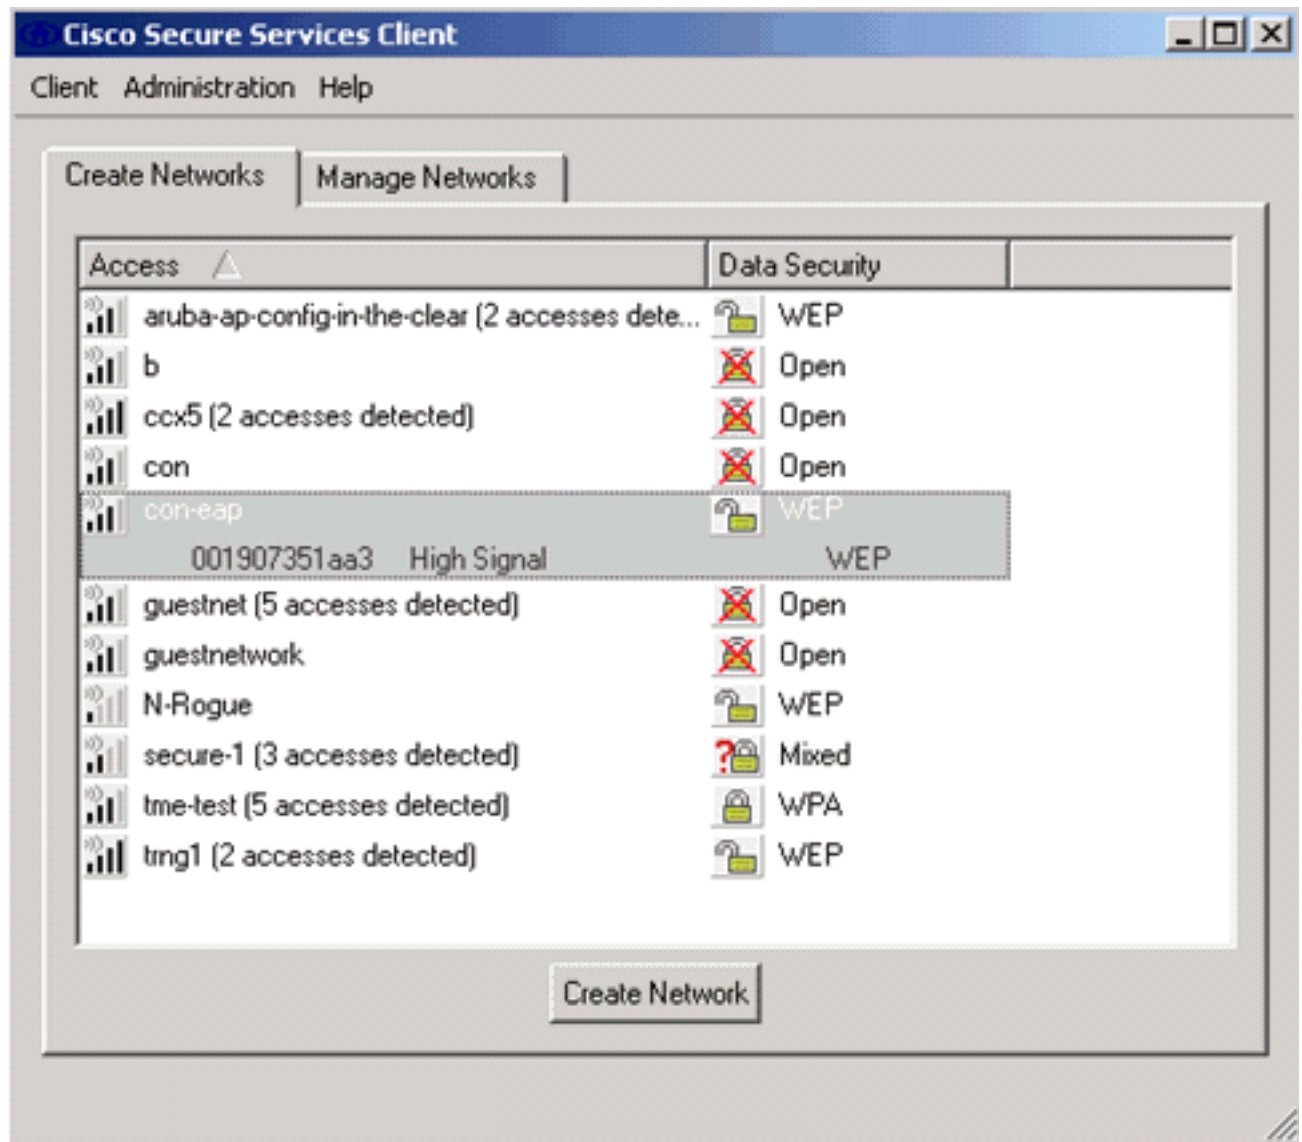 Cisco Secure Services Client
Client Administration Help
Create Networks Manage Networks
Access Data Security
aruba-ap-config-in-the-clear (2 accesses dete... WEP
b Open
ccx5 (2 accesses detected) Open
con Open
con-eap WEP
001907351aa3 High Signal WEP
guestnet (5 accesses detected) Open
guestnetwork Open
N-Rogue WEP
secure-1 (3 accesses detected) Mixed
tme-test (5 accesses detected) WPA
trng1 (2 accesses detected) WEP
Create Network